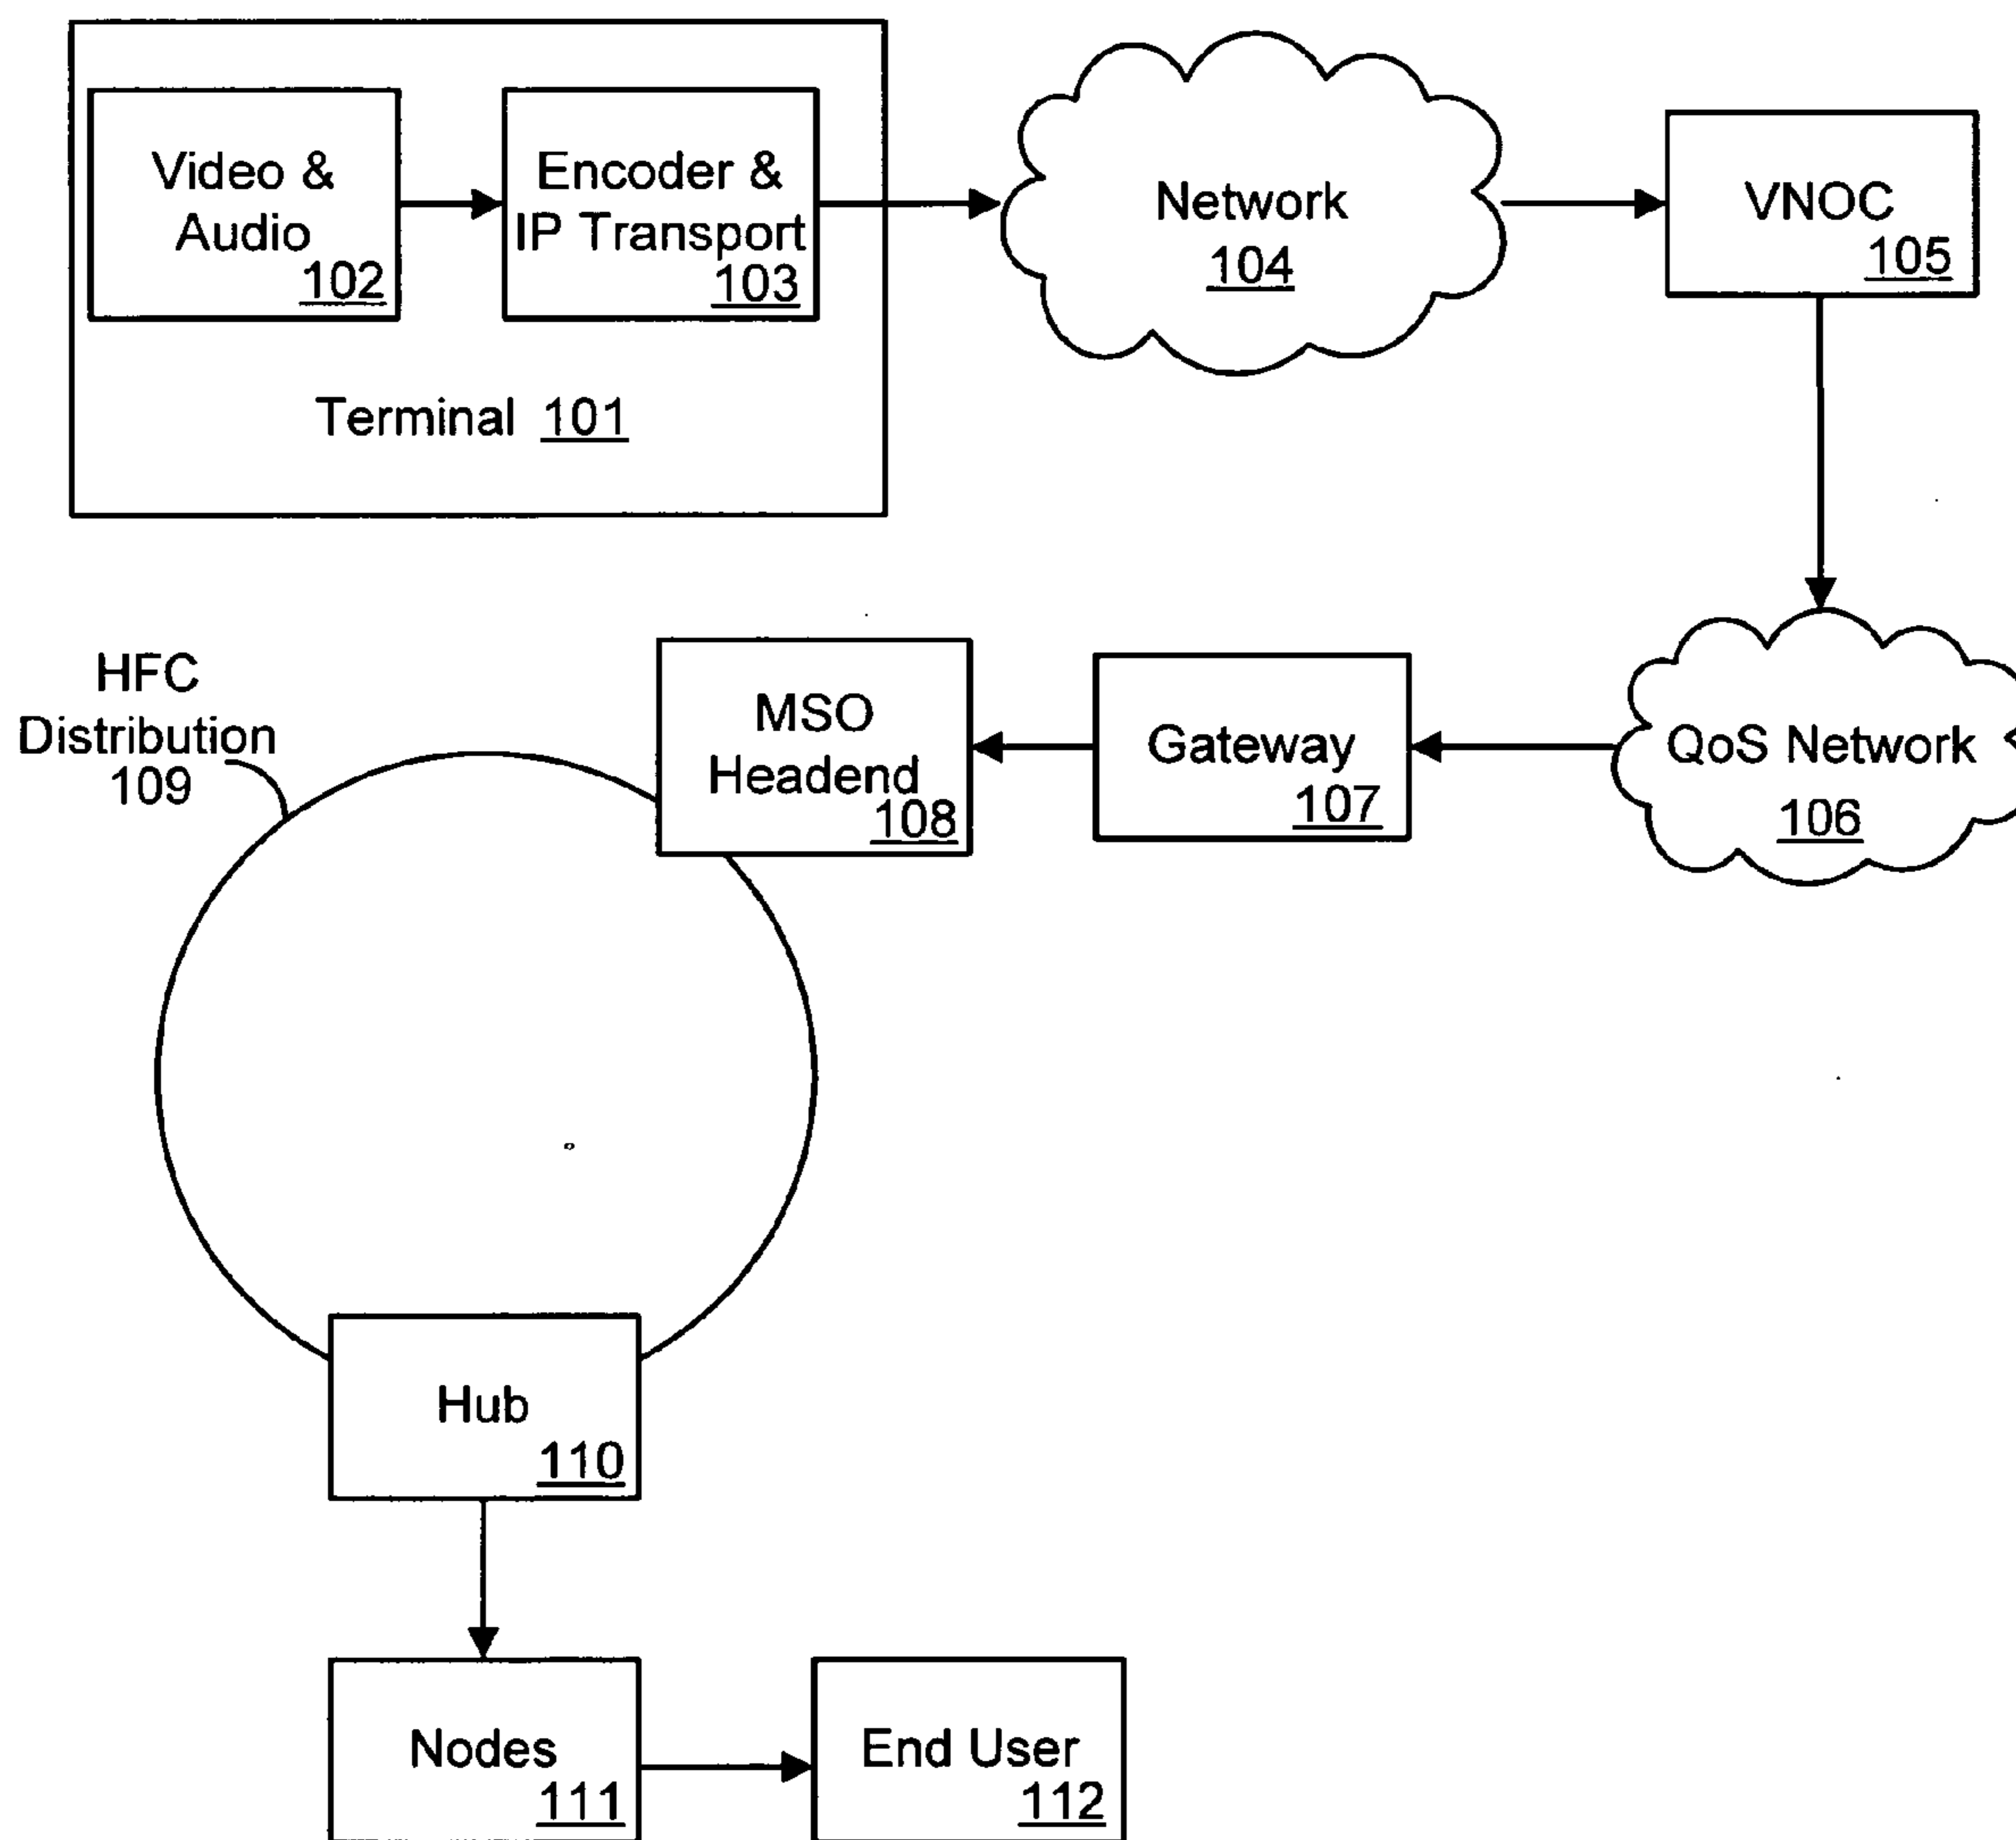 Video &
Audio
102
Encoder &
IP Transport
103
Terminal 101
Network
104
VNOC
105
HFC
Distribution
109
MSO
Headend
108
Gateway
107
QoS Network
106
Hub
110
Nodes
111
End User
112